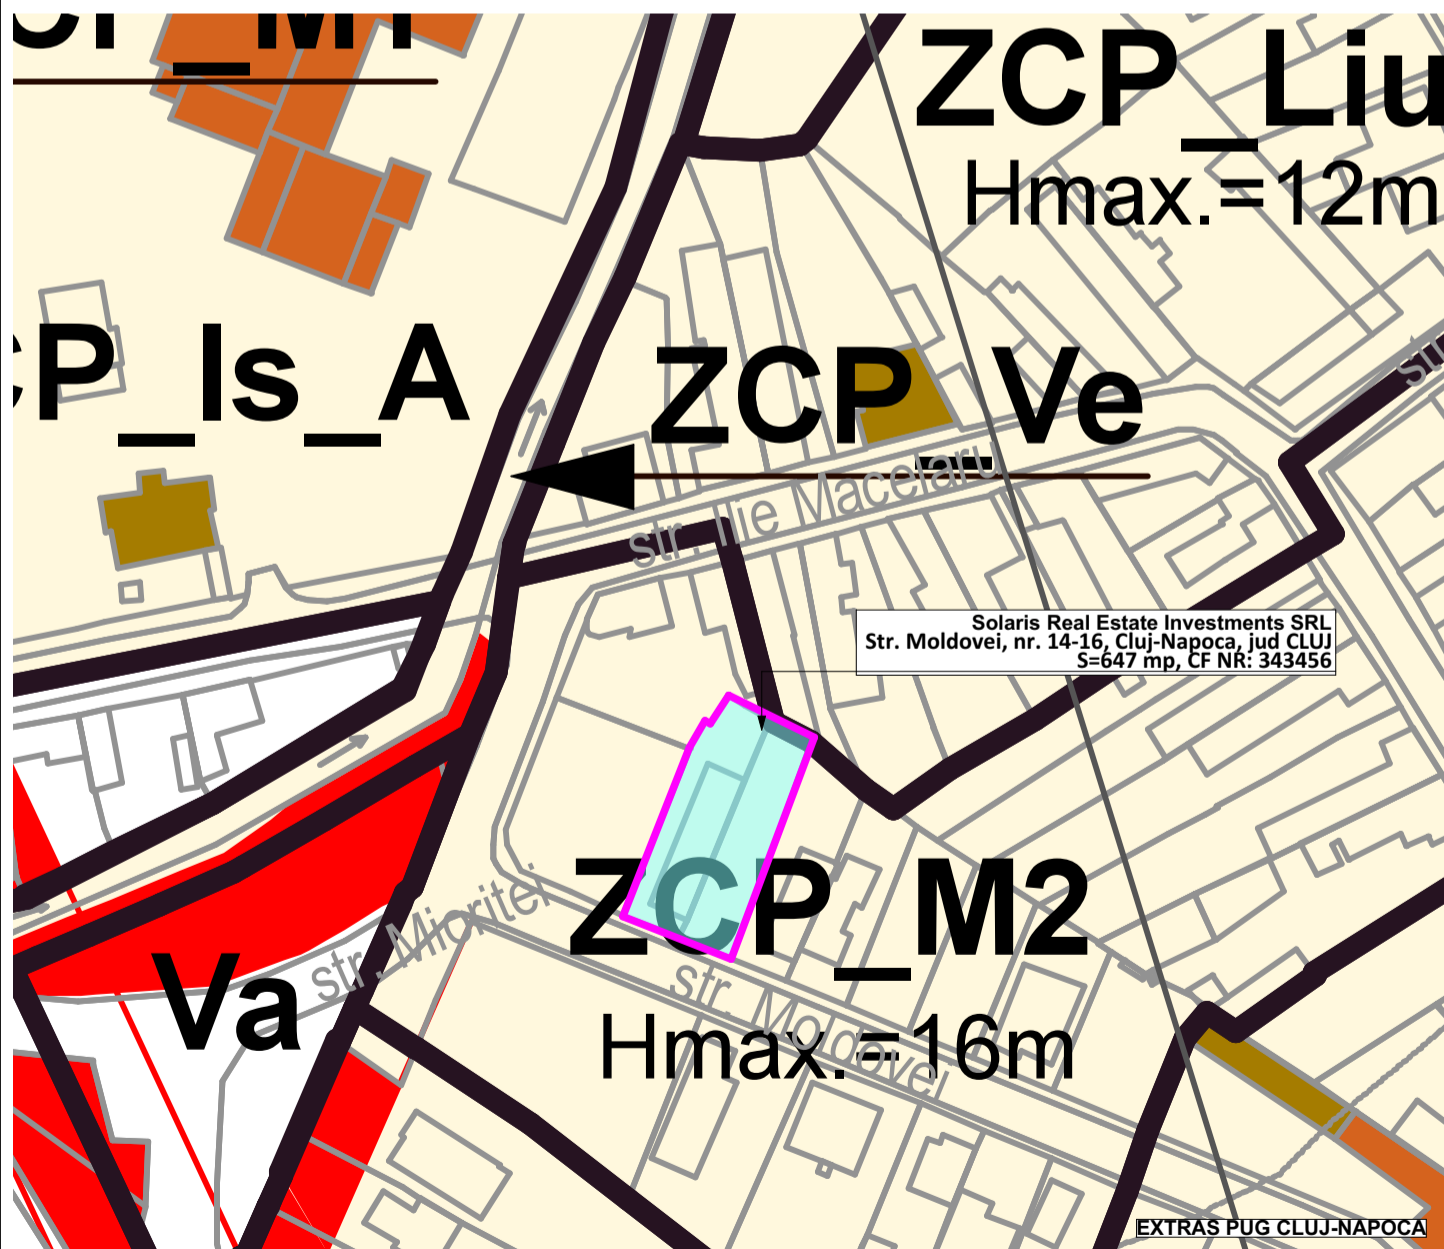 ZCP_Liu
Hmax.=12m
CP_Is_A
ZCP_Ve
str. Ilie Macelaru
Solaris Real Estate Investments SRL
Str. Moldovei, nr. 14-16, Cluj-Napoca, jud CLUJ
S=647 mp, CF NR: 343456
ZCP_M2
str. Mioritei
Va
str. Moldovei
Hmax.=16m
EXTRAS PUG CLUJ-NAPOCA